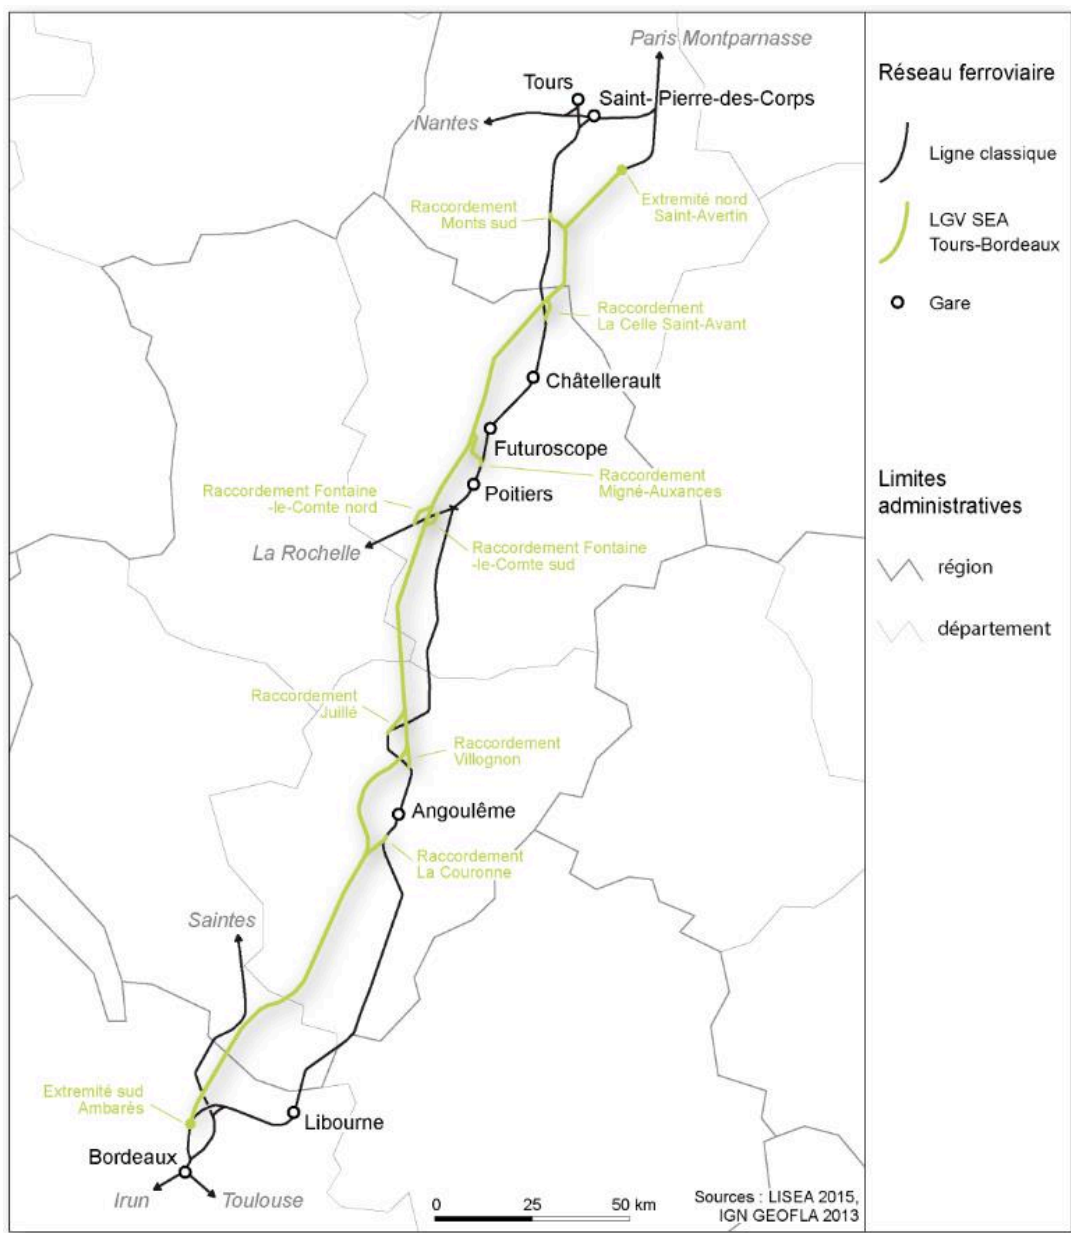 Paris Montparnasse
Tours
Saint- Pierre-des-Corps
Nantes
Extremité nord
Saint-Avertin
Raccordement
Monts sud
Raccordement
La Celle Saint-Avant
Châtellerault
Futuroscope
Raccordement
Migné-Auxances
Poitiers
Raccordement Fontaine
-le-Comte nord
La Rochelle
Raccordement Fontaine
-le-Comte sud
Raccordement
Juillé
Raccordement
Villognon
Angoulême
Raccordement
La Couronne
Saintes
Extremité sud
Ambarès
Libourne
Bordeaux
Irun
Toulouse
0 25 50 km
Sources : LISEA 2015,
IGN GEOFLA 2013
Réseau ferroviaire
Ligne classique
LGV SEA
Tours-Bordeaux
Gare
Limites
administratives
région
département